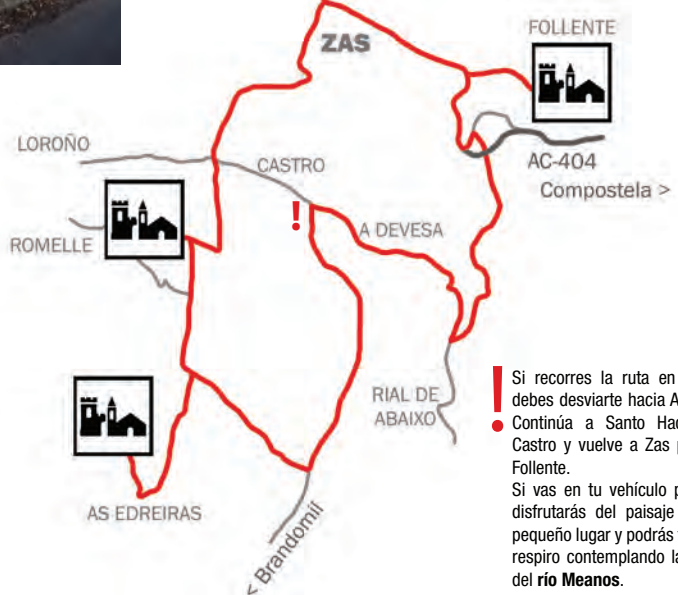 ZAS
FOLLENTE
LOROÑO
CASTRO
AC-404
Compostela >
!
A DEVESA
ROMELLE
RIAL DE
ABAIXO
AS EDREIRAS
< Brandomil
!
Si recorres la ruta en
debes desviarte hacia A
Continúa a Santo
Castro y vuelve a Zas
Follente.
Si vas en tu vehículo
disfrutarás del paisaje
pequeño lugar y podrás
respiro contemplando
del río Meanos.